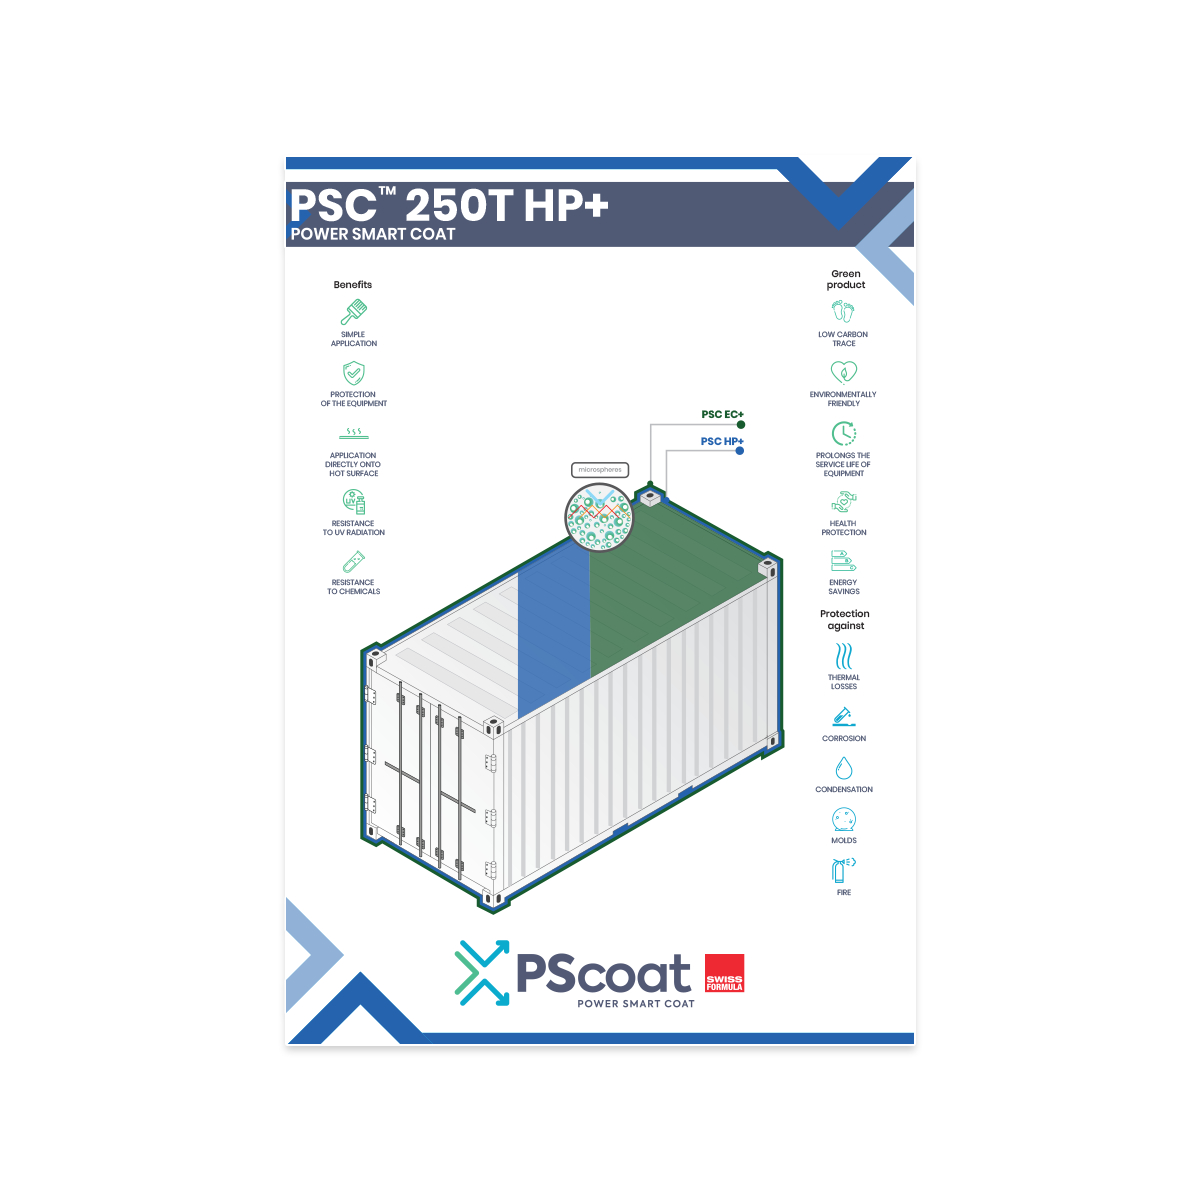 PSC™ 250T HP+
POWER SMART COAT
Benefits
SIMPLE
APPLICATION
PROTECTION
OF THE EQUIPMENT
APPLICATION
DIRECTLY ONTO
HOT SURFACE
UV
RESISTANCE
TO UV RADIATION
RESISTANCE
TO CHEMICALS
PSC EC+
PSC HP+
microspheres
Green
product
LOW CARBON
TRACE
ENVIRONMENTALLY
FRIENDLY
PROLONGS THE
SERVICE LIFE OF
EQUIPMENT
HEALTH
PROTECTION
ENERGY
SAVINGS
Protection
against
THERMAL
LOSSES
CORROSION
CONDENSATION
MOLDS
FIRE
PScoat
POWER SMART COAT
SWISS
FORMULA